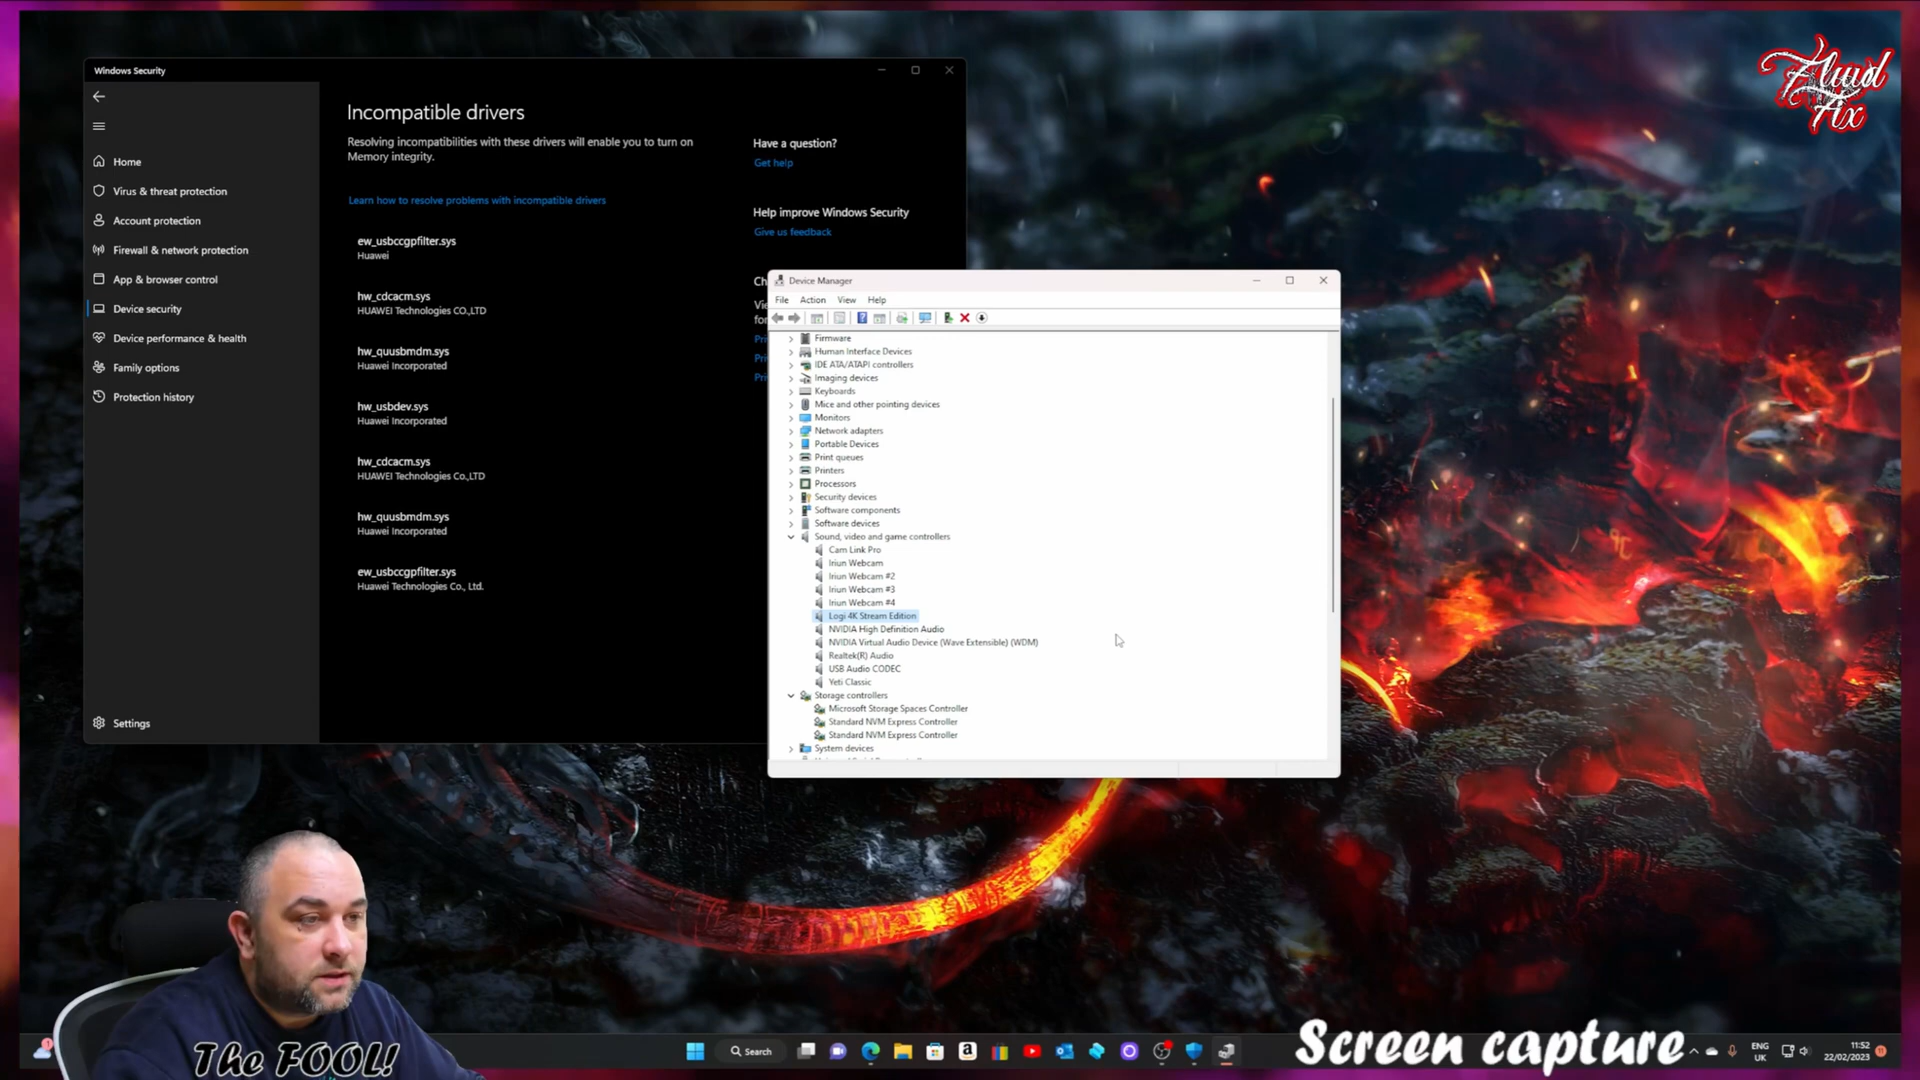 Windows Security
Home
Virus & threat protection
Account protection
Firewall & network protection
App & browser control
Device security
Device performance & health
Family options
Protection history
Settings
Incompatible drivers
Resolving incompatibilities with these drivers will enable you to turn on
Memory integrity.
Learn how to resolve problems with incompatible drivers
ew_usbccgpfilter.sys
Huawei
hw_cdcacm.sys
HUAWEI Technologies CO.,LTD
hw_quusbmdm.sys
Huawei Incorporated
hw_usbdev.sys
Huawei Incorporated
hw_cdcacm.sys
HUAWEI Technologies Co.,LTD
hw_quusbmdm.sys
Huawei Incorporated
ew_usbccgpfilter.sys
Huawei Technologies Co., Ltd.
Have a question?
Get help
Help improve Windows Security
Give us feedback
Device Manager
File Action View Help
Firmware
Human Interface Devices
IDE ATA/ATAPI controllers
Imaging devices
Keyboards
Mice and other pointing devices
Monitors
Network adapters
Portable Devices
Print queues
Printers
Processors
Security devices
Software components
Software devices
Sound, video and game controllers
Cam Link Pro
Iriun Webcam
Iriun Webcam #2
Iriun Webcam #3
Iriun Webcam #4
Logi 4K Stream Edition
NVIDIA High Definition Audio
NVIDIA Virtual Audio Device (Wave Extensible) (WDM)
Realtek(R) Audio
USB Audio CODEC
Yeti Classic
Storage controllers
Microsoft Storage Spaces Controller
Standard NVM Express Controller
Standard NVM Express Controller
System devices
Fix
The FOOL!
Search
Screen capture
ENG
UK
11:52
22/02/2023